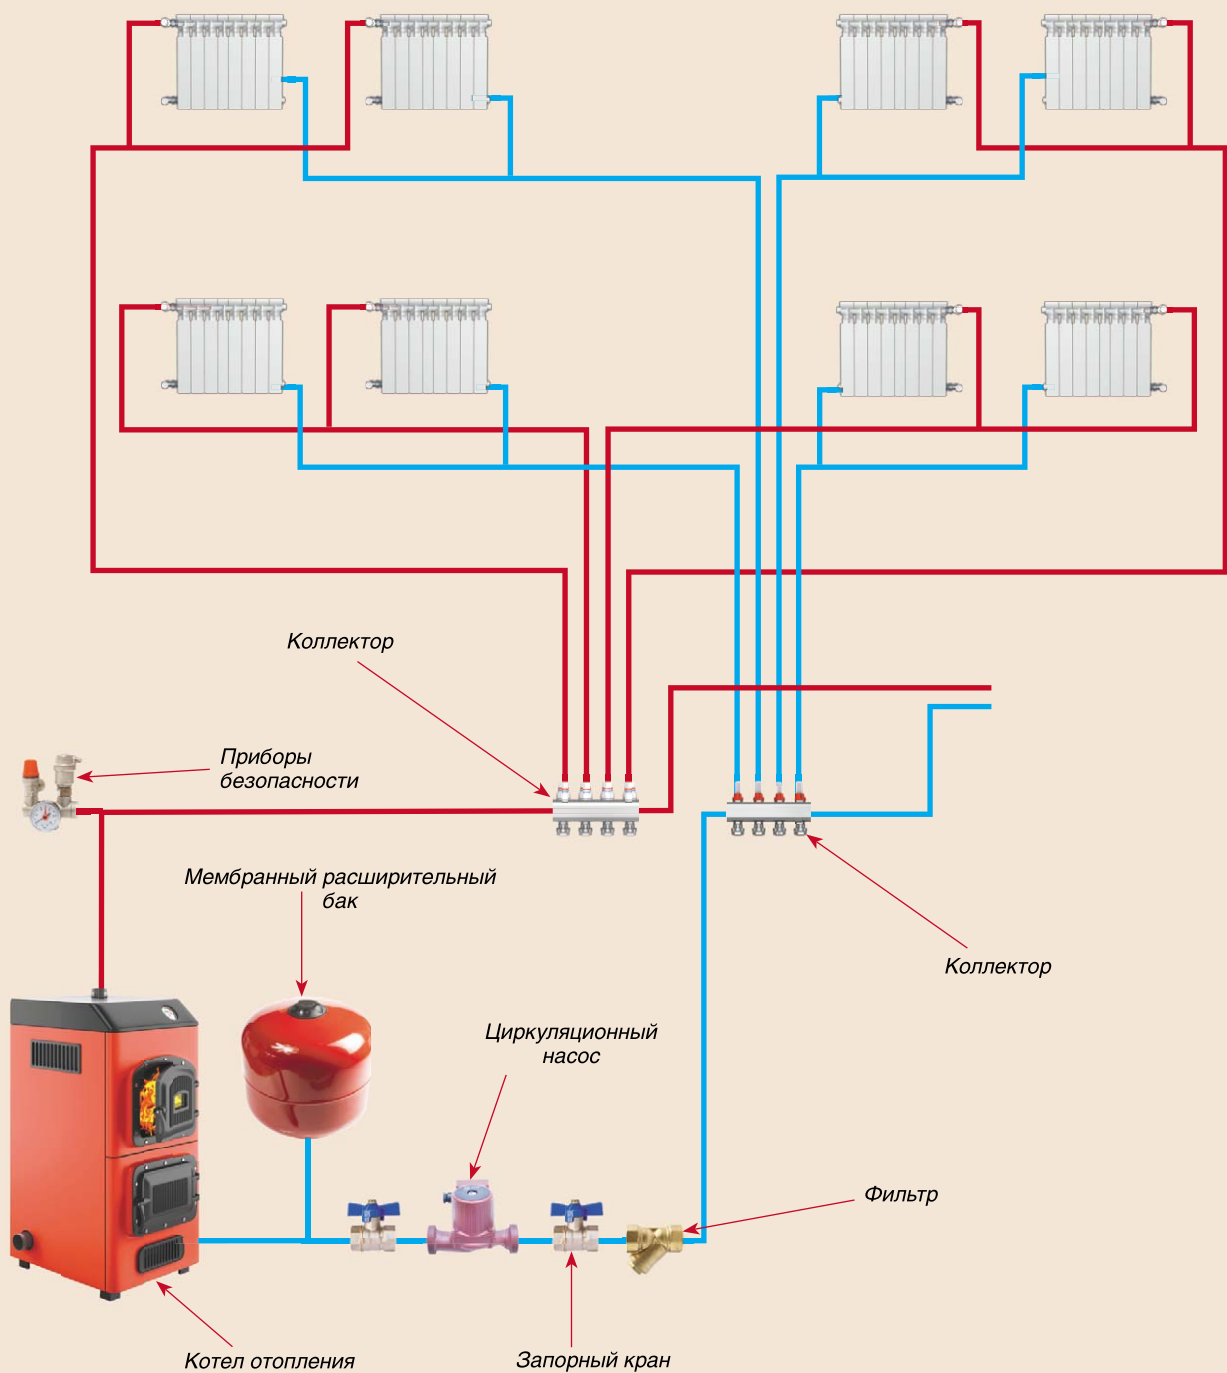 Коллектор
Приборы
безопасности
Мембранный расширительный
бак
Коллектор
Циркуляционный
насос
Фильтр
Котел отопления
Запорный кран